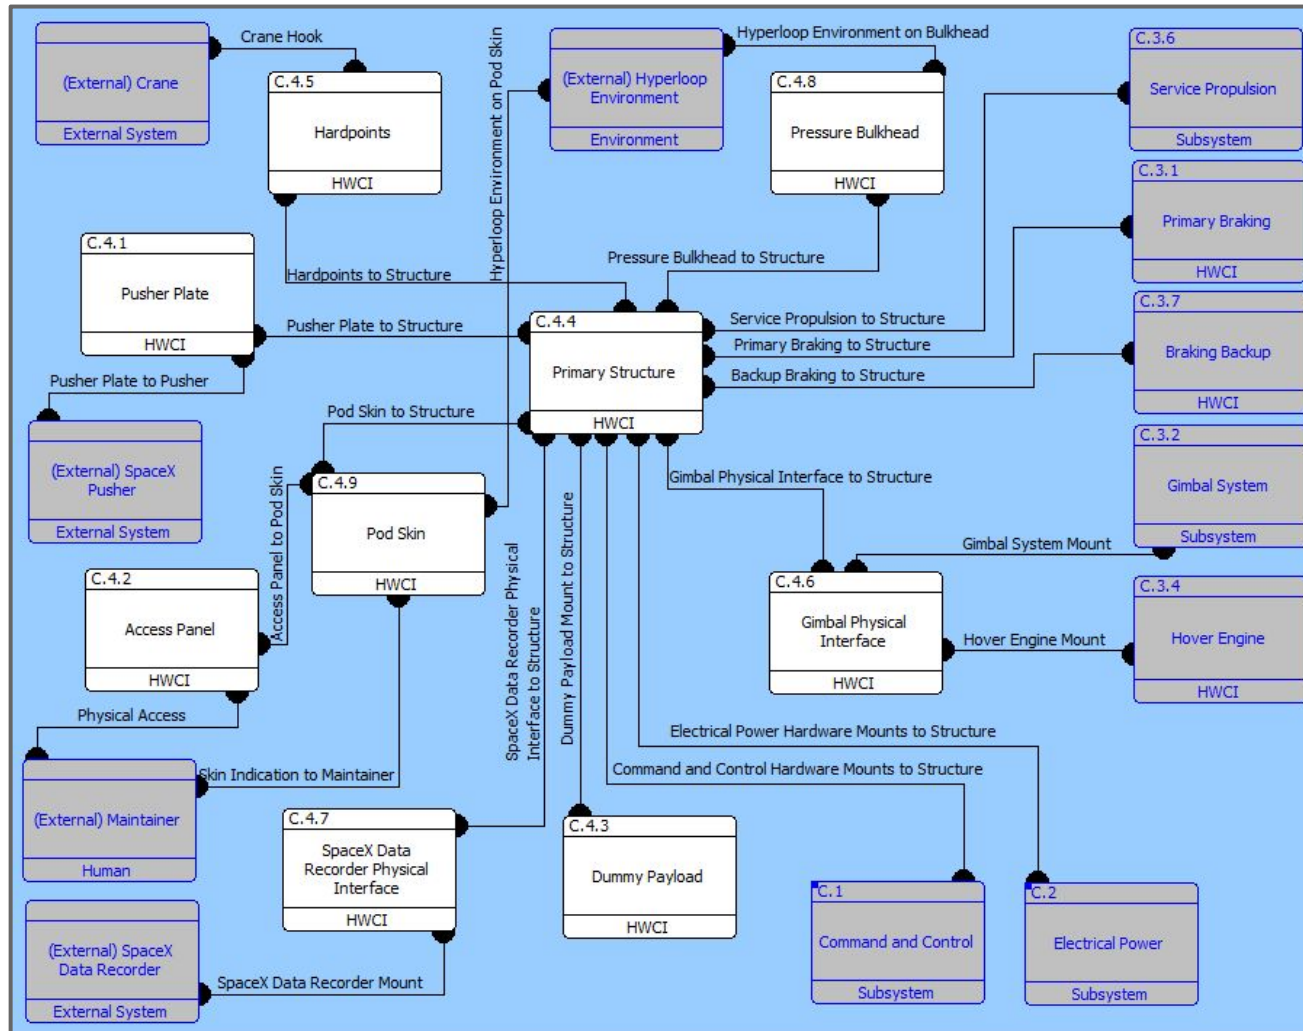 Crane Hook
(External) Crane
External System
C.4.5
Hardpoints
HWCI
Hyperloop Environment on Pod Skin
(External) Hyperloop
Environment
Environment
Hyperloop Environment on Bulkhead
C.4.8
Pressure Bulkhead
HWCI
C.3.6
Service Propulsion
Subsystem
C.3.1
Primary Braking
HWCI
C.4.1
Pusher Plate
HWCI
Hardpoints to Structure
Pressure Bulkhead to Structure
Pusher Plate to Structure
C.4.4
Primary Structure
HWCI
Service Propulsion to Structure
Primary Braking to Structure
Backup Braking to Structure
C.3.7
Braking Backup
HWCI
Pusher Plate to Pusher
(External) SpaceX
Pusher
External System
Pod Skin to Structure
Access Panel to Pod Skin
C.4.9
Pod Skin
HWCI
SpaceX Data Recorder Physical
Interface to Structure
Dummy Payload Mount to Structure
Gimbal Physical Interface to Structure
C.3.2
Gimbal System
Subsystem
Gimbal System Mount
C.4.2
Access Panel
HWCI
C.4.6
Gimbal Physical
Interface
HWCI
Hover Engine Mount
C.3.4
Hover Engine
HWCI
Physical Access
Skin Indication to Maintainer
(External) Maintainer
Human
Electrical Power Hardware Mounts to Structure
Command and Control Hardware Mounts to Structure
C.4.7
SpaceX Data
Recorder Physical
Interface
HWCI
C.4.3
Dummy Payload
HWCI
C.1
Command and Control
Subsystem
C.2
Electrical Power
Subsystem
(External) SpaceX
Data Recorder
External System
SpaceX Data Recorder Mount